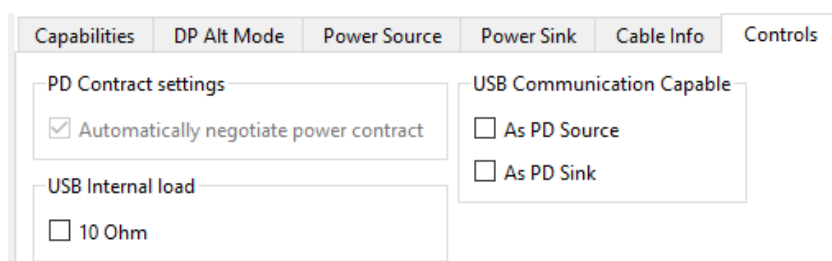 Capabilities DP Alt Mode Power Source Power Sink Cable Info Controls
PD Contract settings
Automatically negotiate power contract
USB Internal load
10 Ohm
USB Communication Capable
As PD Source
As PD Sink